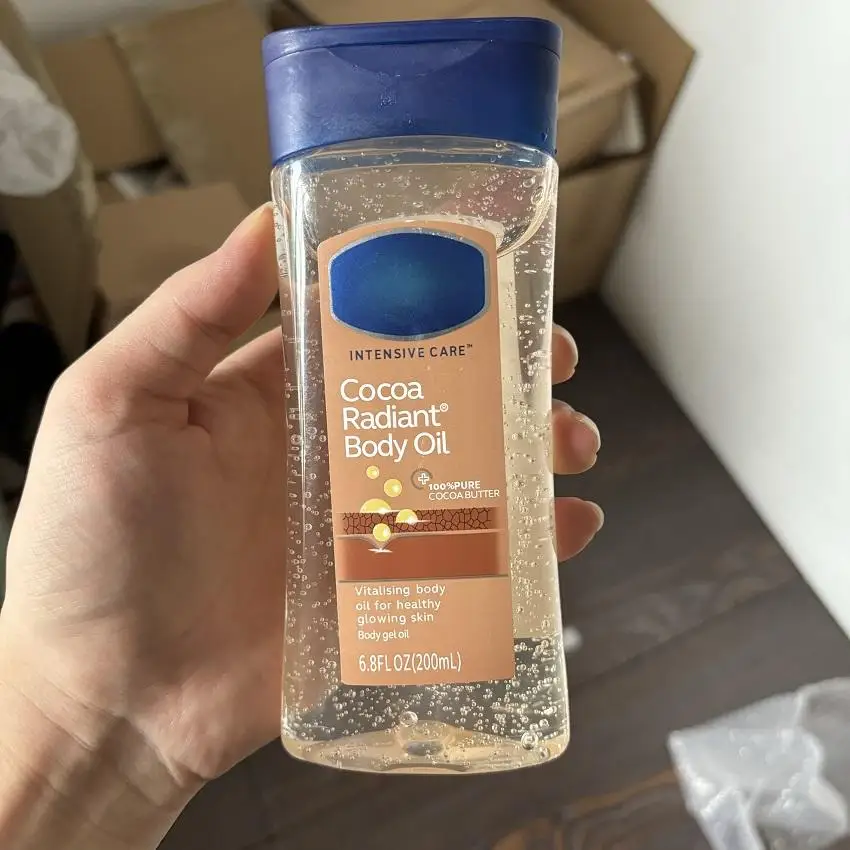 INTENSIVE CARE™
Cocoa
Radiant®
Body Oil
100%PURE
COCOA BUTTER
Vitalising body
oil for healthy
glowing skin
Body gel oil
6.8FL OZ(200mL)